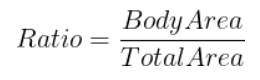 Ratio = BodyArea / TotalArea